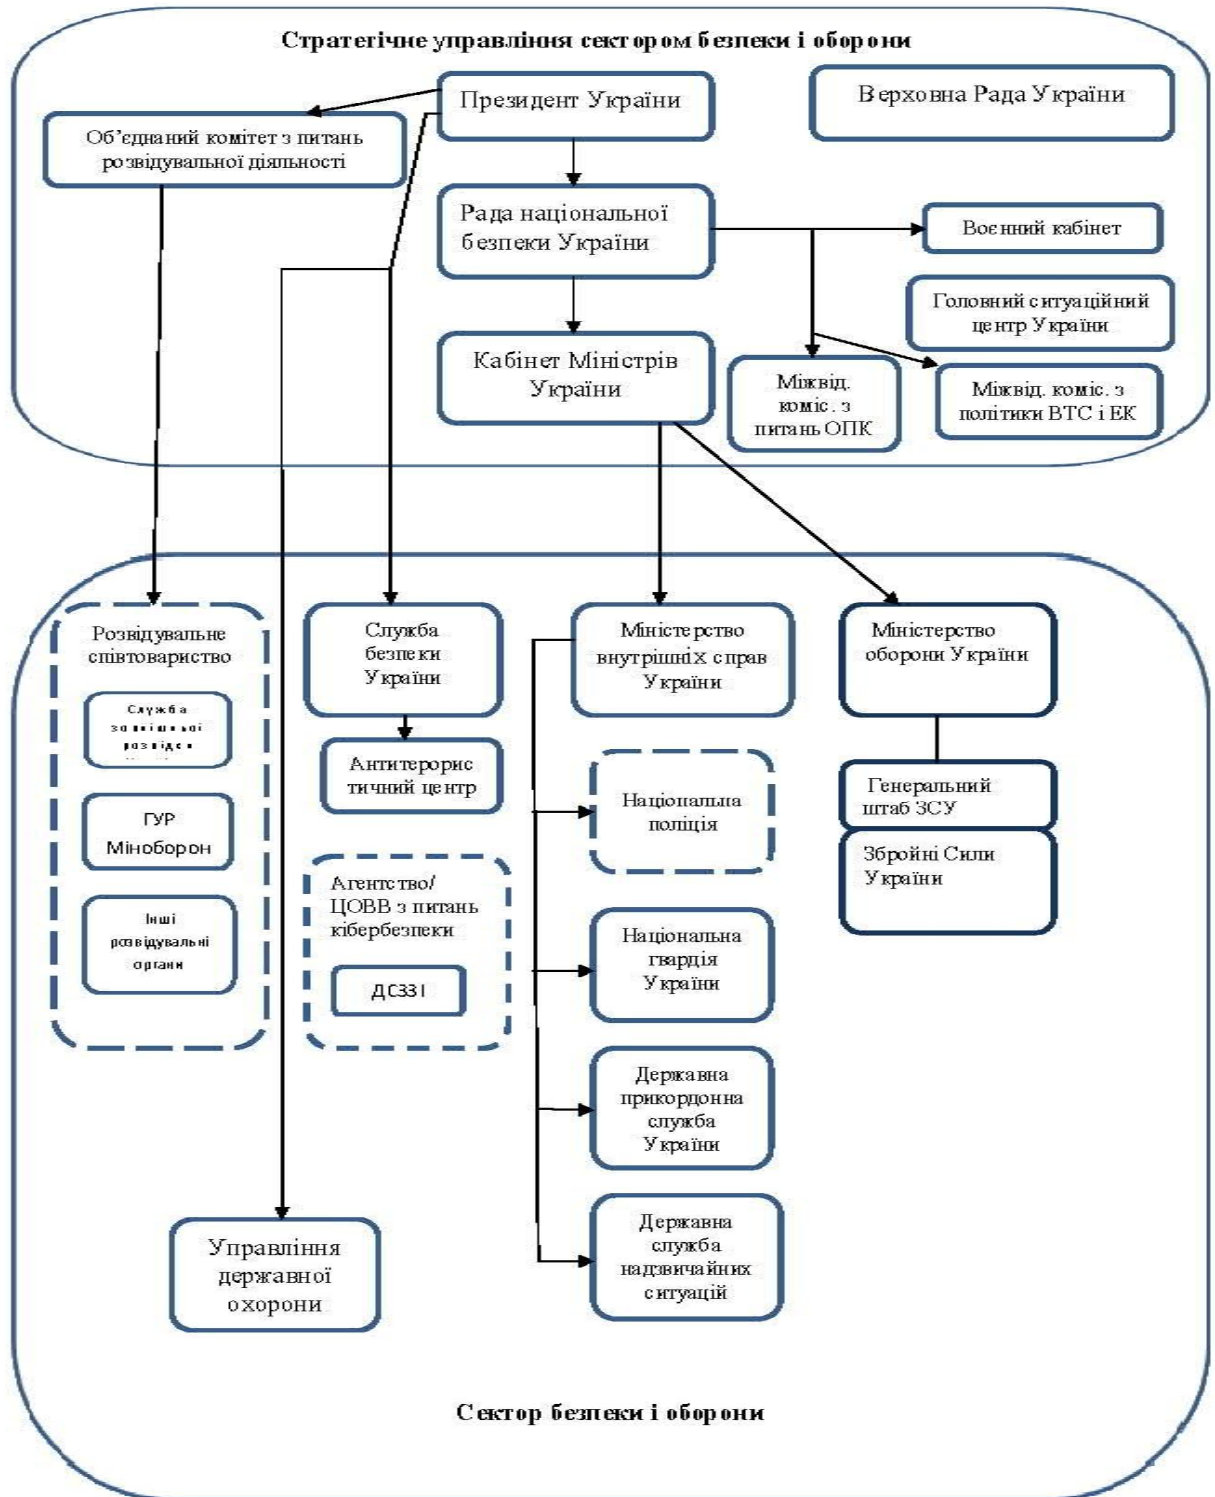 Стратегічне управління сектором безпеки і оборони
Президент України
Верховна Рада України
Об’єднаний комітет з питань
розвідувальної діяльності
Рада національної
безпеки України
Воєнний кабінет
Головний ситуаційний
центр України
Кабінет Міністрів
України
Міжвід.
коміс. з
питань ОПК
Міжвід. коміс. з
політики ВТС і ЕК
Розвідувальне
співтовариство
Служба
зовнішньої
розвідки
ГУР
Міноборон
Інші
розвідувальні
органи
Служба
безпеки
України
Антитерорис
тичний центр
Агентство/
ЦОВВ з питань
кібербезпеки
ДСЗЗІ
Міністерство
внутрішніх справ
України
Національна
поліція
Національна
гвардія
України
Державна
прикордонна
служба
України
Державна
служба
надзвичайних
ситуацій
Міністерство
оборони України
Генеральний
штаб ЗСУ
Збройні Сили
України
Управління
державної
охорони
Сектор безпеки і оборони